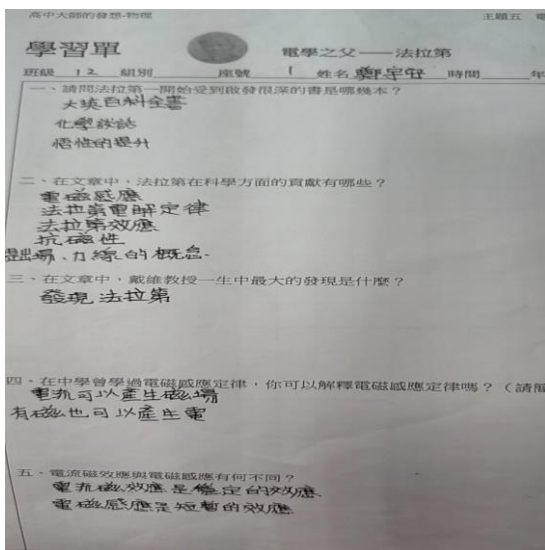 高中大師的發想-物理 主題五 電
學習單 電學之父——法拉第
班級 12 組別 座號 1 姓名 鄭宇 時間 年
一、請問法拉第一開始受到啟發很深的書是哪幾本？
大英百科全書
化學談話
悟性的提升
二、在文章中，法拉第在科學方面的貢獻有哪些？
電磁感應
法拉第電解定律
法拉第效應
抗磁性
提出場、力線的概念.
三、在文章中，戴維教授一生中最大的發現是什麼？
發現法拉第
四、在中學曾學過電磁感應定律，你可以解釋電磁感應定律嗎？（請簡
電流可以產生磁場
有磁也可以產生電
五、電流磁效應與電磁感應有何不同？
電流磁效應是穩定的效應
電磁感應是短暫的效應